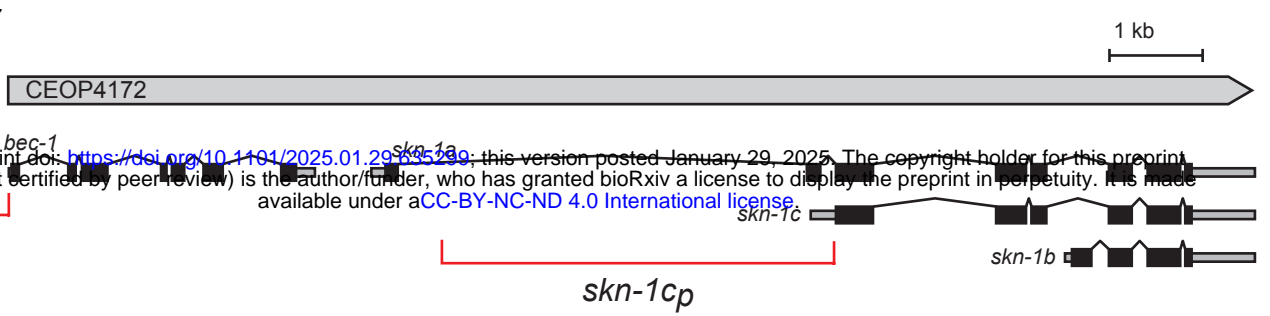 1 kb
CEOP4172
bec-1
skn-1a
int doi: https://doi.org/10.1101/2025.01.29.635299; this version posted January 29, 2025. The copyright holder for this preprint
t certified by peer review) is the author/funder, who has granted bioRxiv a license to display the preprint in perpetuity. It is made
available under aCC-BY-NC-ND 4.0 International license.
skn-1c
skn-1b
skn-1cp